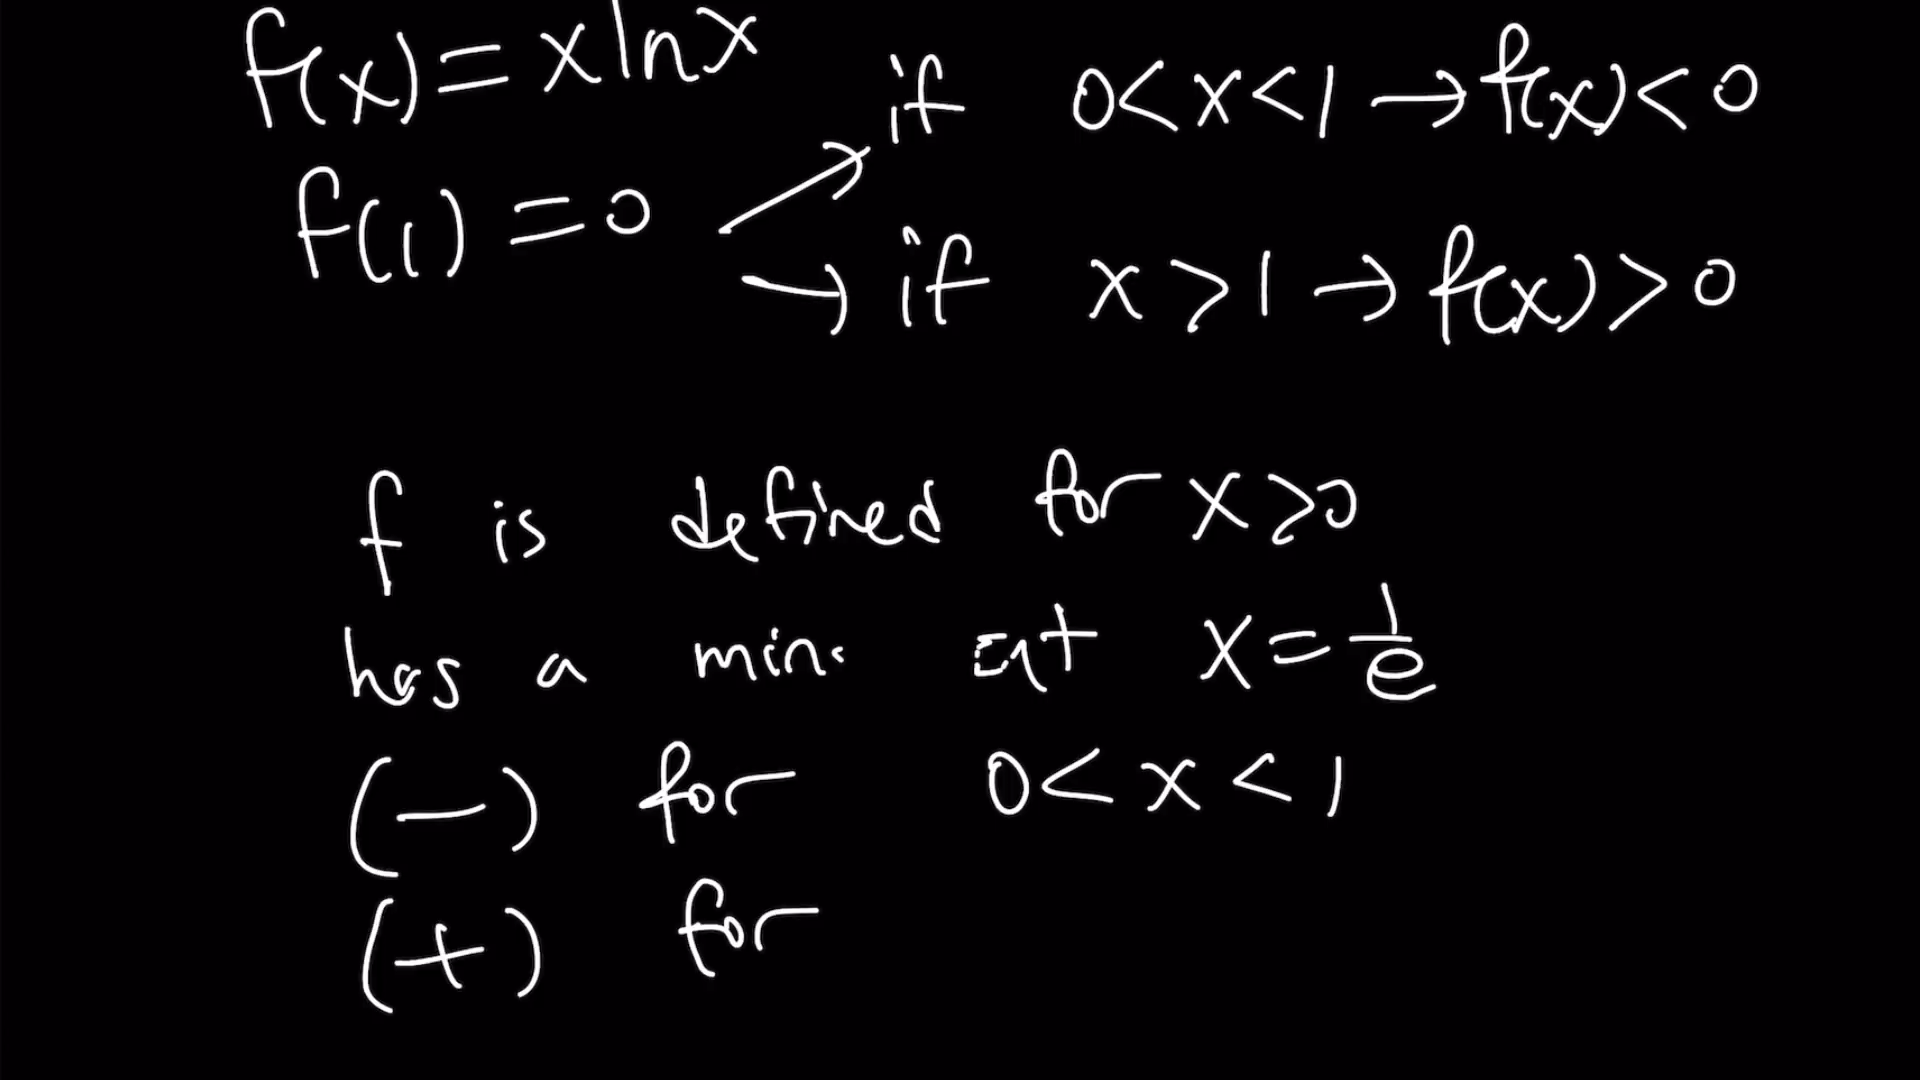 f(x) = x ln x
if 0 < x < 1 → f(x) < 0
f(1) = 0
→ if x > 1 → f(x) > 0
f is defined for x > 0
has a min. at x = 1/e
(-) for 0 < x < 1
(+) for